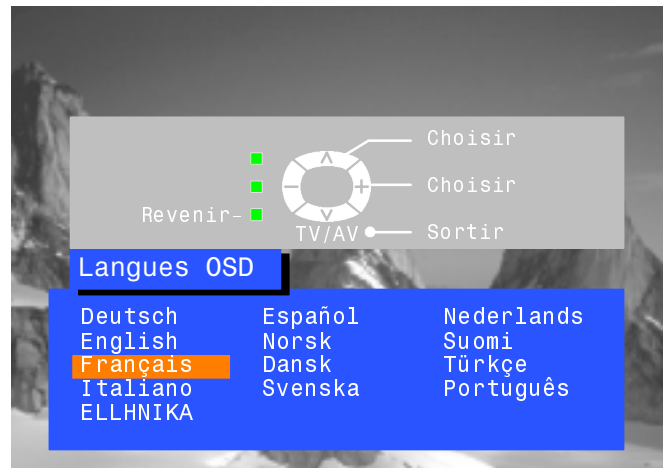 Choisir
Choisir
Revenir-
TV/AV Sortir
Langues OSD
Deutsch Español Nederlands
English Norsk Suomi
Français Dansk Türkçe
Italiano Svenska Português
ELLHNIKA